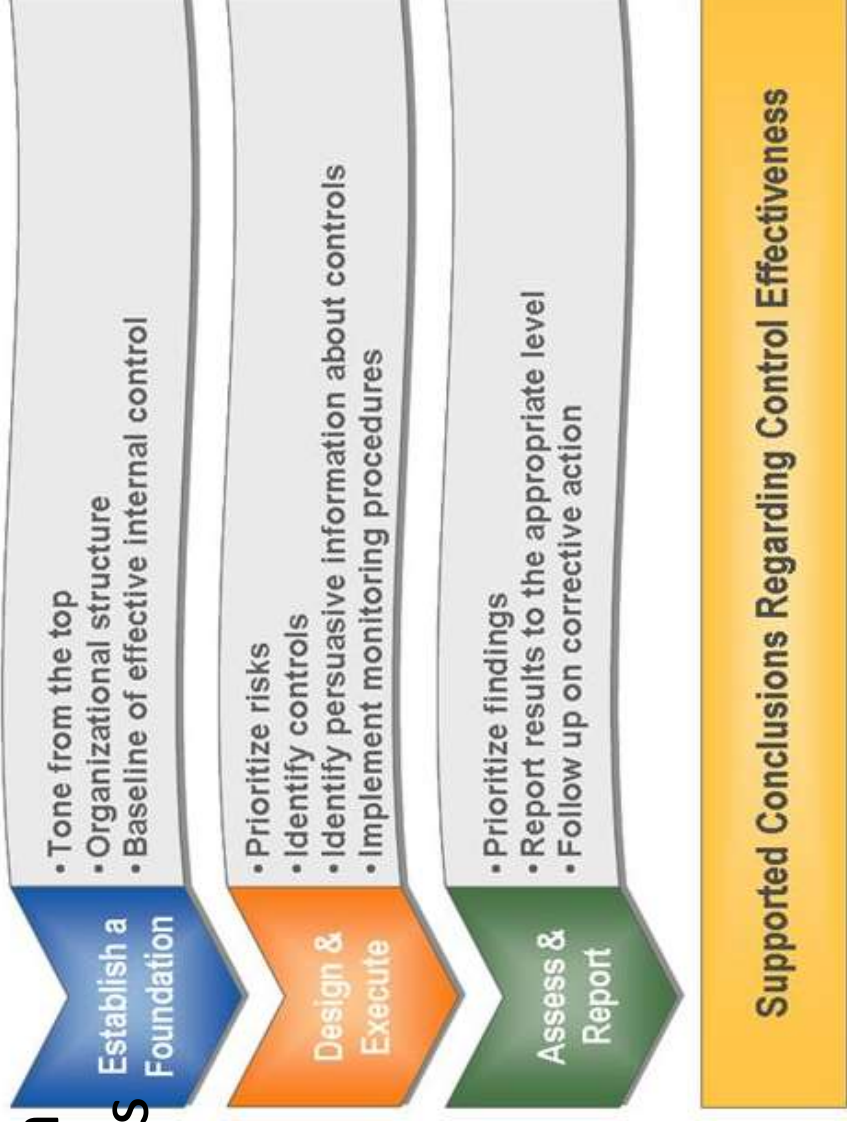 Establish a
Foundation
• Tone from the top
• Organizational structure
• Baseline of effective internal control
Design &
Execute
• Prioritize risks
• Identify controls
• Identify persuasive information about controls
• Implement monitoring procedures
Assess &
Report
• Prioritize findings
• Report results to the appropriate level
• Follow up on corrective action
Supported Conclusions Regarding Control Effectiveness